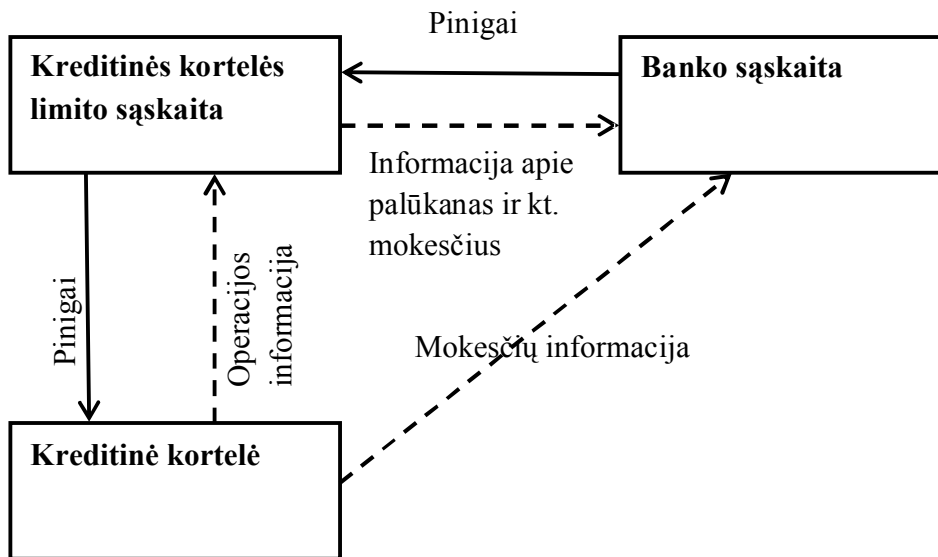 Pinigai
Kreditinės kortelės
limito sąskaita
Banko sąskaita
Informacija apie
palūkanas ir kt.
mokesčius
Pinigai
Operacijos
informacija
Mokesčių informacija
Kreditinė kortelė